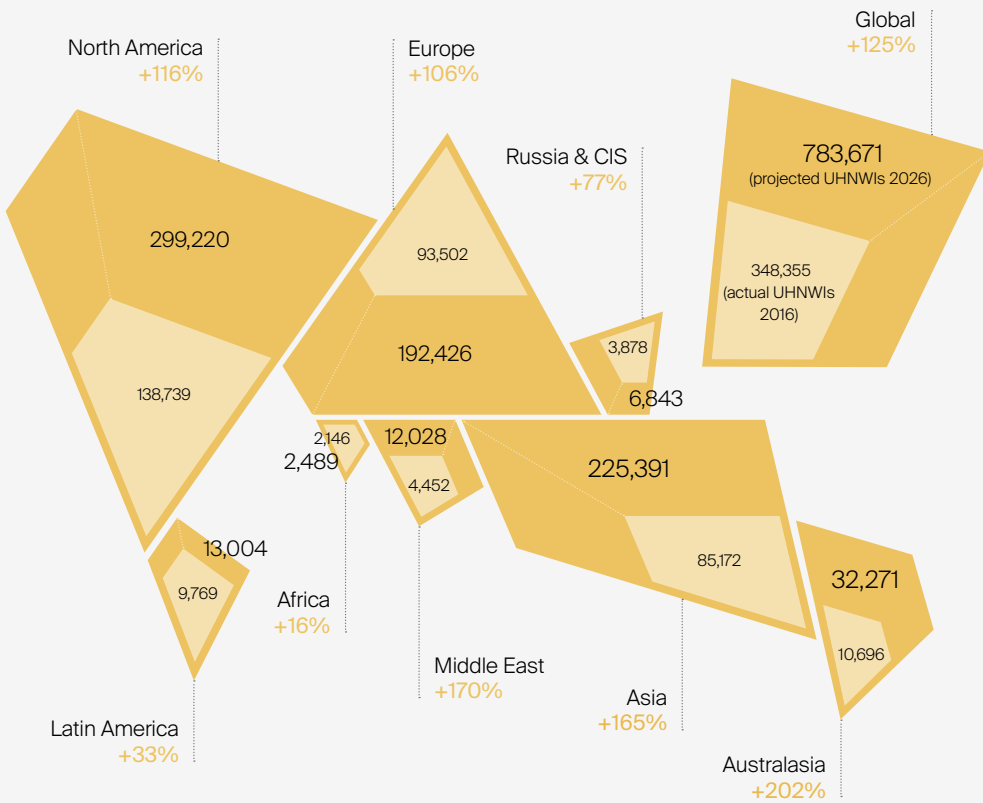 North America
+116%
299,220
138,739
Europe
+106%
93,502
192,426
Russia & CIS
+77%
3,878
6,843
Global
+125%
783,671
(projected UHNWIs 2026)
348,355
(actual UHNWIs
2016)
2,146
2,489
Africa
+16%
12,028
4,452
Middle East
+170%
225,391
85,172
Asia
+165%
13,004
9,769
Latin America
+33%
32,271
10,696
Australasia
+202%